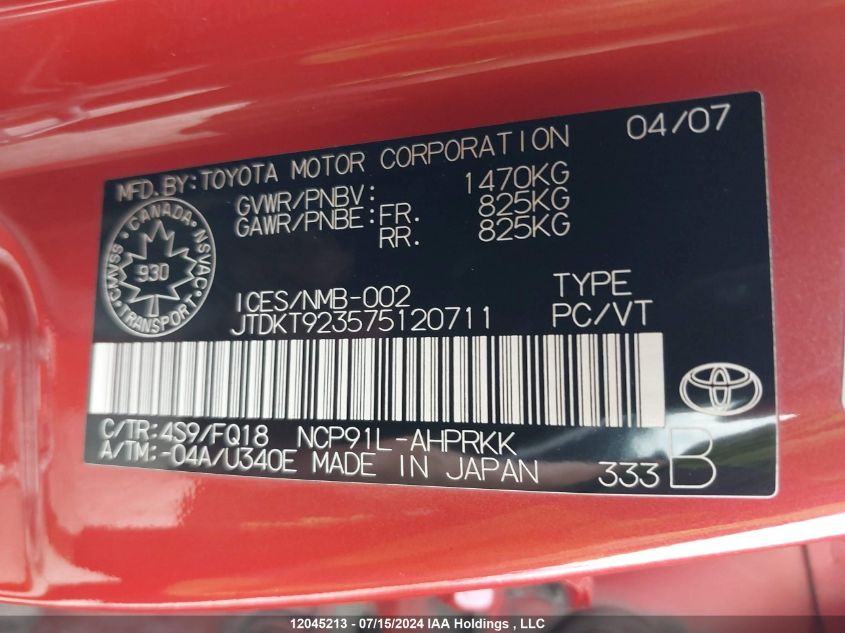 04/07
MFD.BY:TOYOTA MOTOR CORPORATION
GVWR/PNBV: 1470KG
GAWR/PNBE:FR. 825KG
RR. 825KG
CANADA
CMVSS 930 NSVAC
TRANSPORT
ICES/NMB-002 TYPE
JTDKT923575120711 PC/VT
C/TR:4S9/FQ18 NCP91L-AHPRKK
A/TM:-04A/U340E MADE IN JAPAN 333 B
12045213 - 07/15/2024 IAA Holdings , LLC